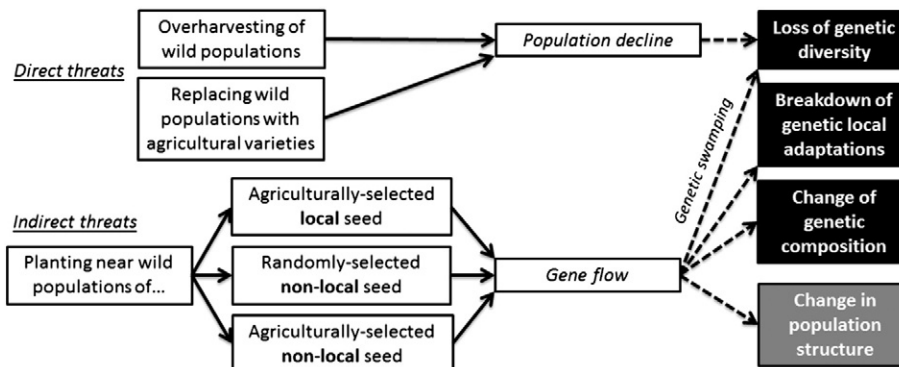 Direct threats
Overharvesting of
wild populations
Replacing wild
populations with
agricultural varieties
Population decline
Loss of genetic
diversity
Breakdown of
genetic local
adaptations
Change of
genetic
composition
Change in
population
structure
Genetic swamping
Indirect threats
Planting near wild
populations of...
Agriculturally-selected
local seed
Randomly-selected
non-local seed
Agriculturally-selected
non-local seed
Gene flow